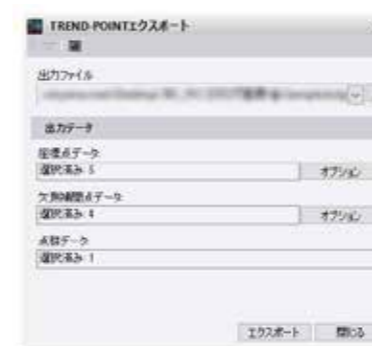 TREND-POINTエクスポート
出力ファイル
出力データ
座標点データ
選択済み: 5
オプション
欠測補間点データ
選択済み: 4
オプション
点群データ
選択済み: 1
エクスポート
閉じる